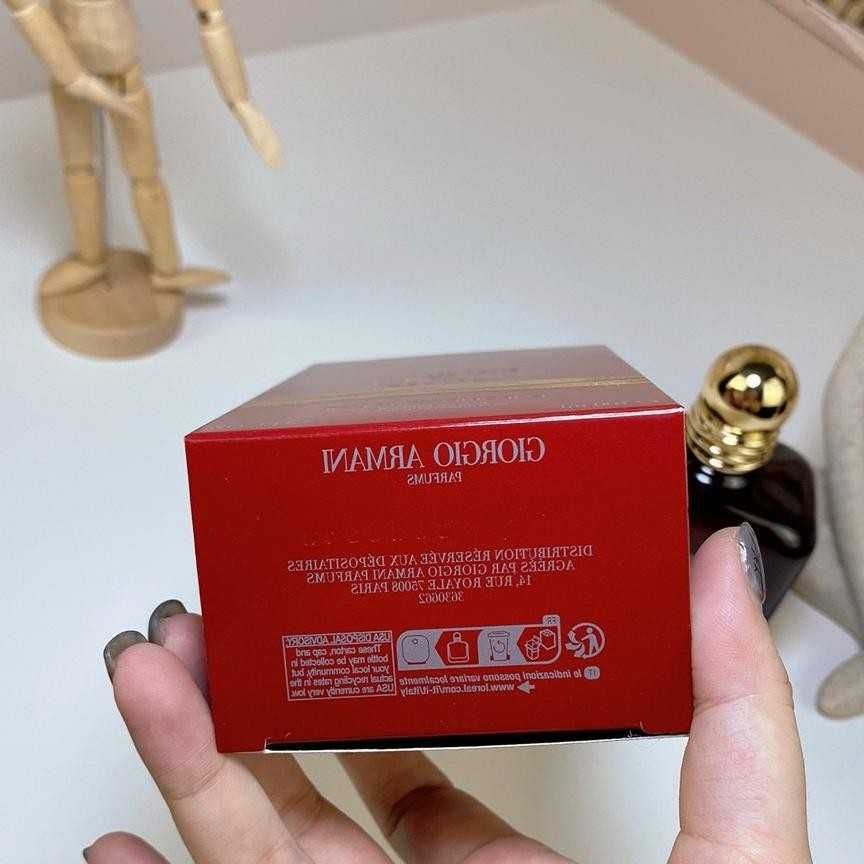 GIORGIO ARMANI
PARFUMS
DISTRIBUTION RÉSERVÉE AUX DÉPOSITAIRES
AGRÉÉS PAR GIORGIO ARMANI PARFUMS
14, RUE ROYALE 75008 PARIS
3630662
FR
USA DISPOSAL ADVISORY:
These carton, cap and
bottle may be collected in
your local community, but
actual recycling rates in the
USA are currently very low.
IT le indicazioni possono variare localmente
www.loreal.com/it-it/italy